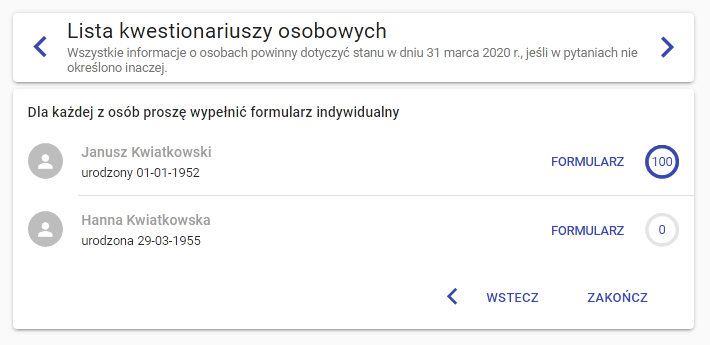 Lista kwestionariuszy osobowych
Wszystkie informacje o osobach powinny dotyczyć stanu w dniu 31 marca 2020 r., jeśli w pytaniach nie
określono inaczej.
Dla każdej z osób proszę wypełnić formularz indywidualny
Janusz Kwiatkowski
urodzony 01-01-1952
FORMULARZ 100
Hanna Kwiatkowska
urodzona 29-03-1955
FORMULARZ 0
WSTECZ ZAKOŃCZ